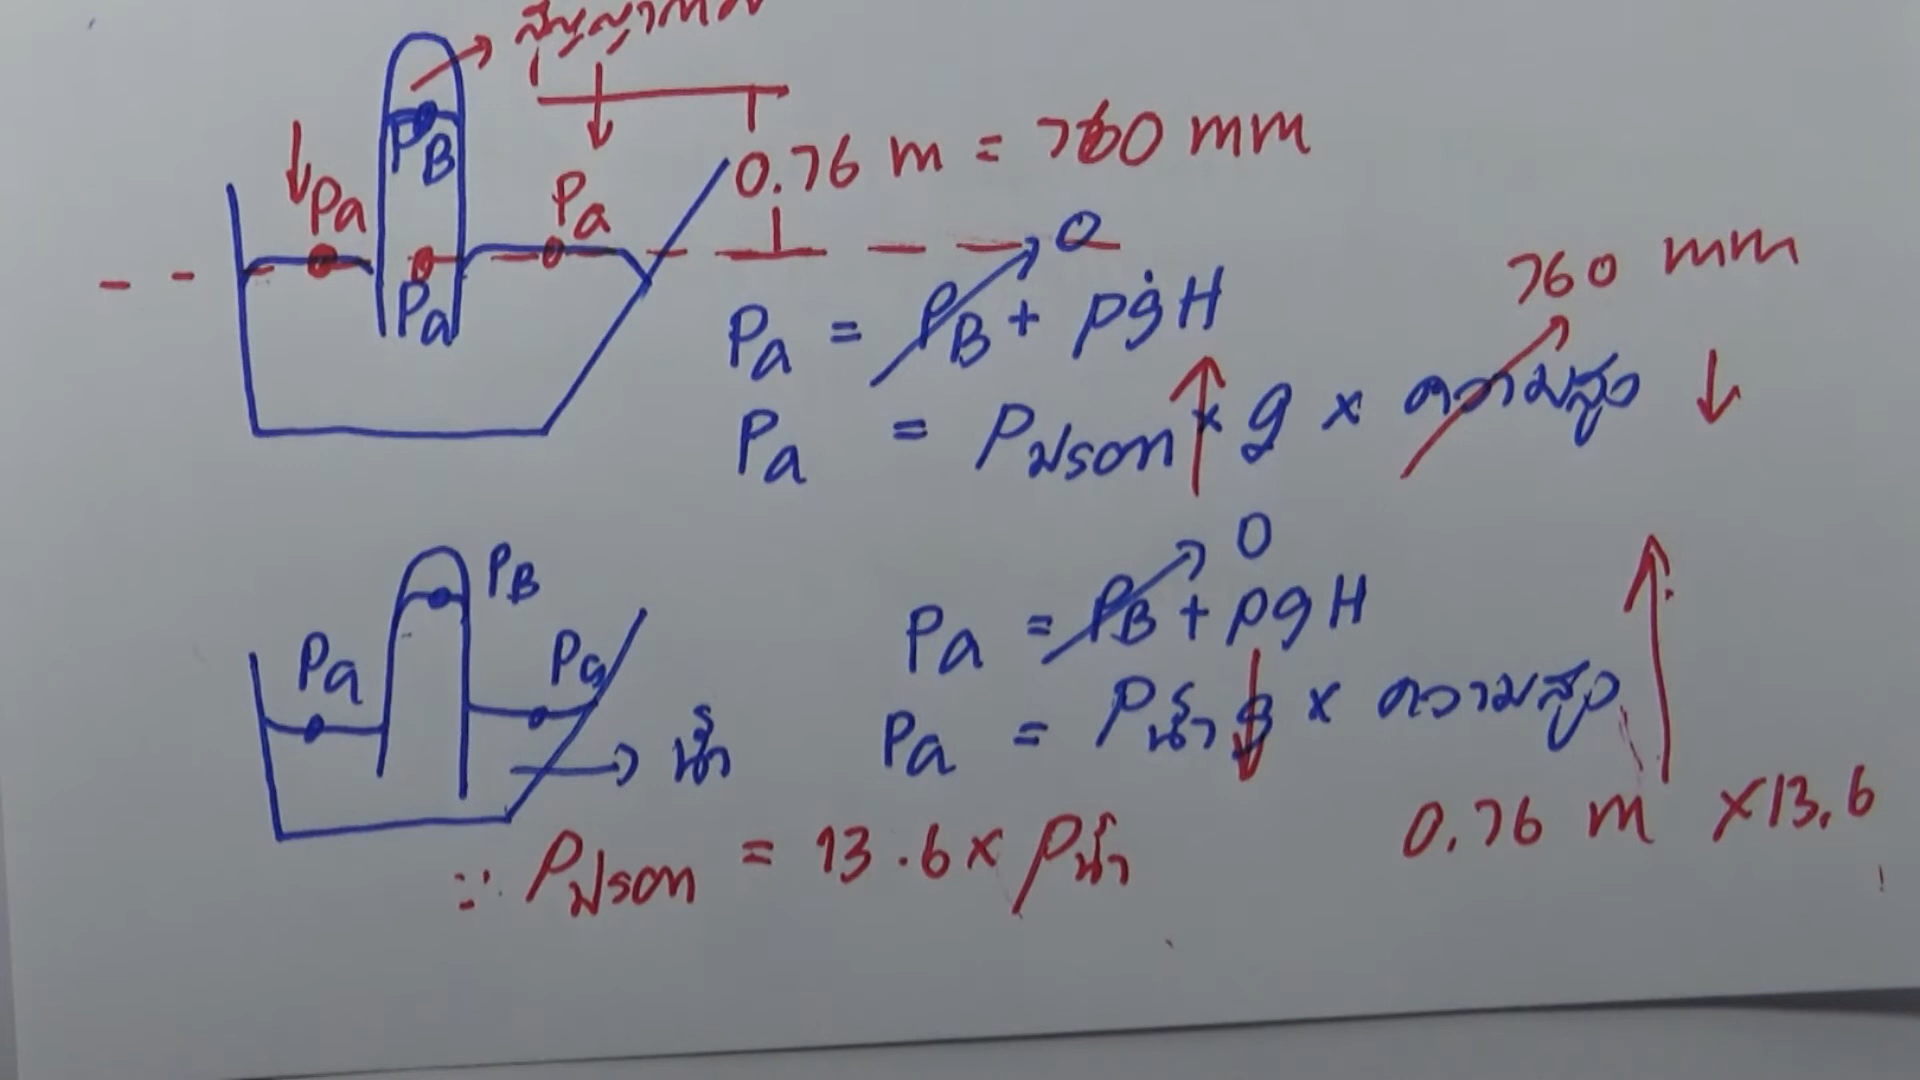 สุญญากาศ
PB
Pa
Pa
Pa
0.76 m = 760 mm
0
Pa = PB + ρgH
760 mm
Pa = ρปรอท × g × ความสูง
PB
0
Pa = PB + ρgH
Pa
Pa
Pa = ρน้ำ g × ความสูง
น้ำ
∵ ρปรอท = 13.6 × ρน้ำ
0.76 m ×13.6